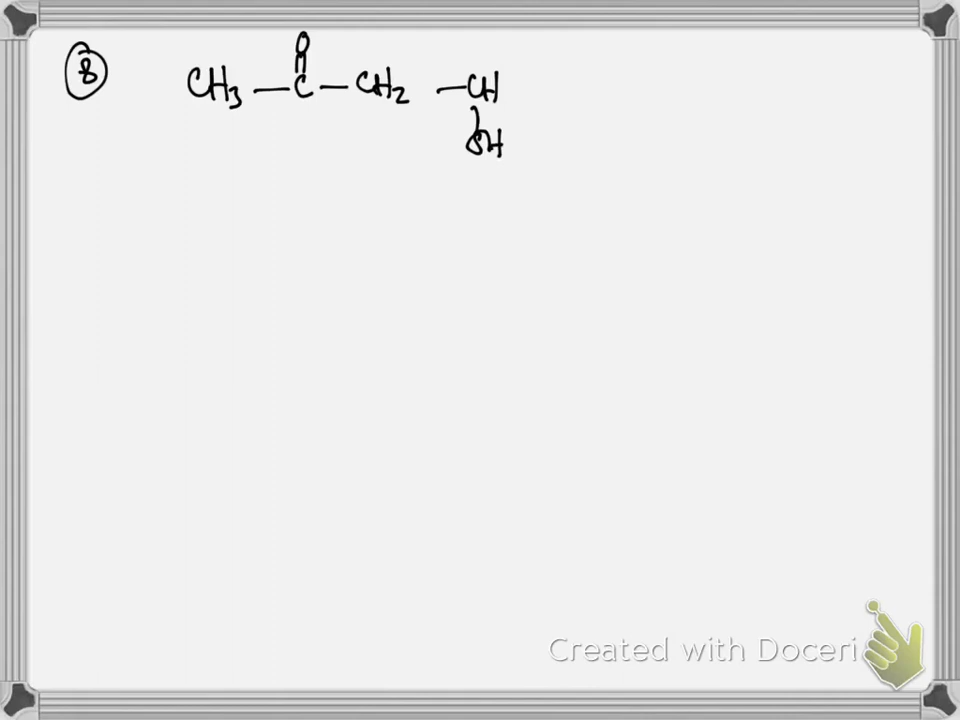 O
⑧ CH3 — C — CH2 — CH
OH
Created with Doceri